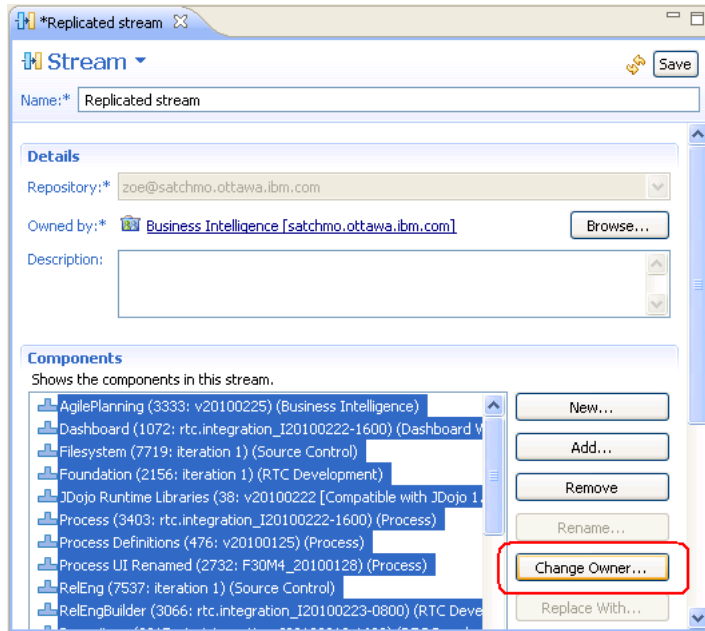 *Replicated stream
Stream
Save
Name:* Replicated stream
Details
Repository:* zoe@satchmo.ottawa.ibm.com
Owned by:* Business Intelligence [satchmo.ottawa.ibm.com] Browse...
Description:
Components
Shows the components in this stream.
AgilePlanning (3333: v20100225) (Business Intelligence)
New...
Dashboard (1072: rtc.integration_I20100222-1600) (Dashboard W
Filesystem (7719: iteration 1) (Source Control)
Add...
Foundation (2156: iteration 1) (RTC Development)
JDojo Runtime Libraries (38: v20100222 [Compatible with JDojo 1.
Remove
Process (3403: rtc.integration_I20100222-1600) (Process)
Rename...
Process Definitions (476: v20100125) (Process)
Process UI Renamed (2732: F30M4_20100128) (Process)
Change Owner...
RelEng (7537: iteration 1) (Source Control)
RelEngBuilder (3066: rtc.integration_I20100223-0800) (RTC Deve
Replace With...